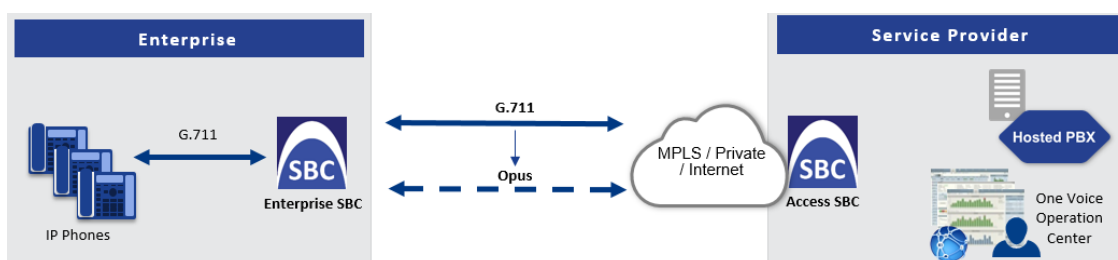 Enterprise
Service Provider
G.711
G.711
Opus
SBC
Enterprise SBC
IP Phones
MPLS / Private
/ Internet
SBC
Access SBC
Hosted PBX
One Voice
Operation
Center